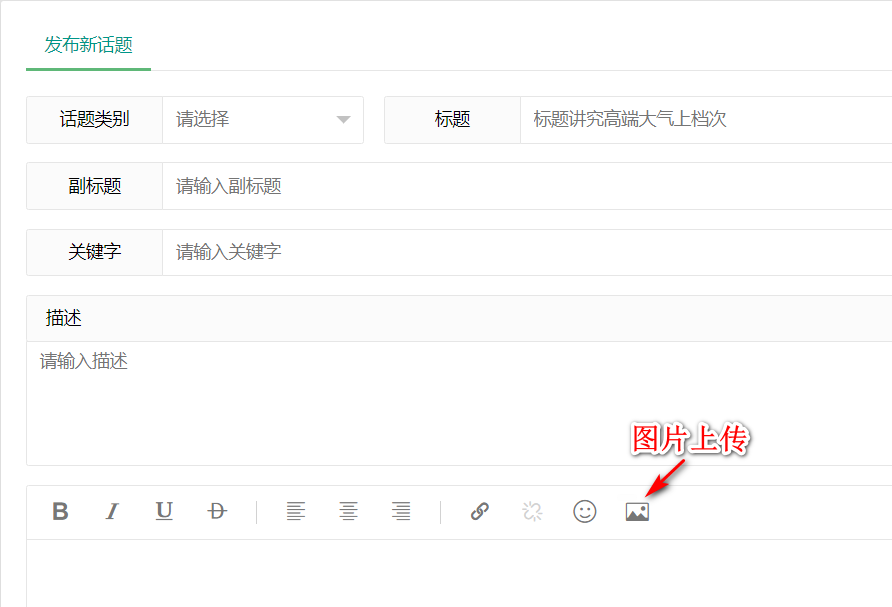 发布新话题
话题类别 请选择 标题 标题讲究高端大气上档次
副标题 请输入副标题
关键字 请输入关键字
描述
请输入描述
图片上传
B I U D